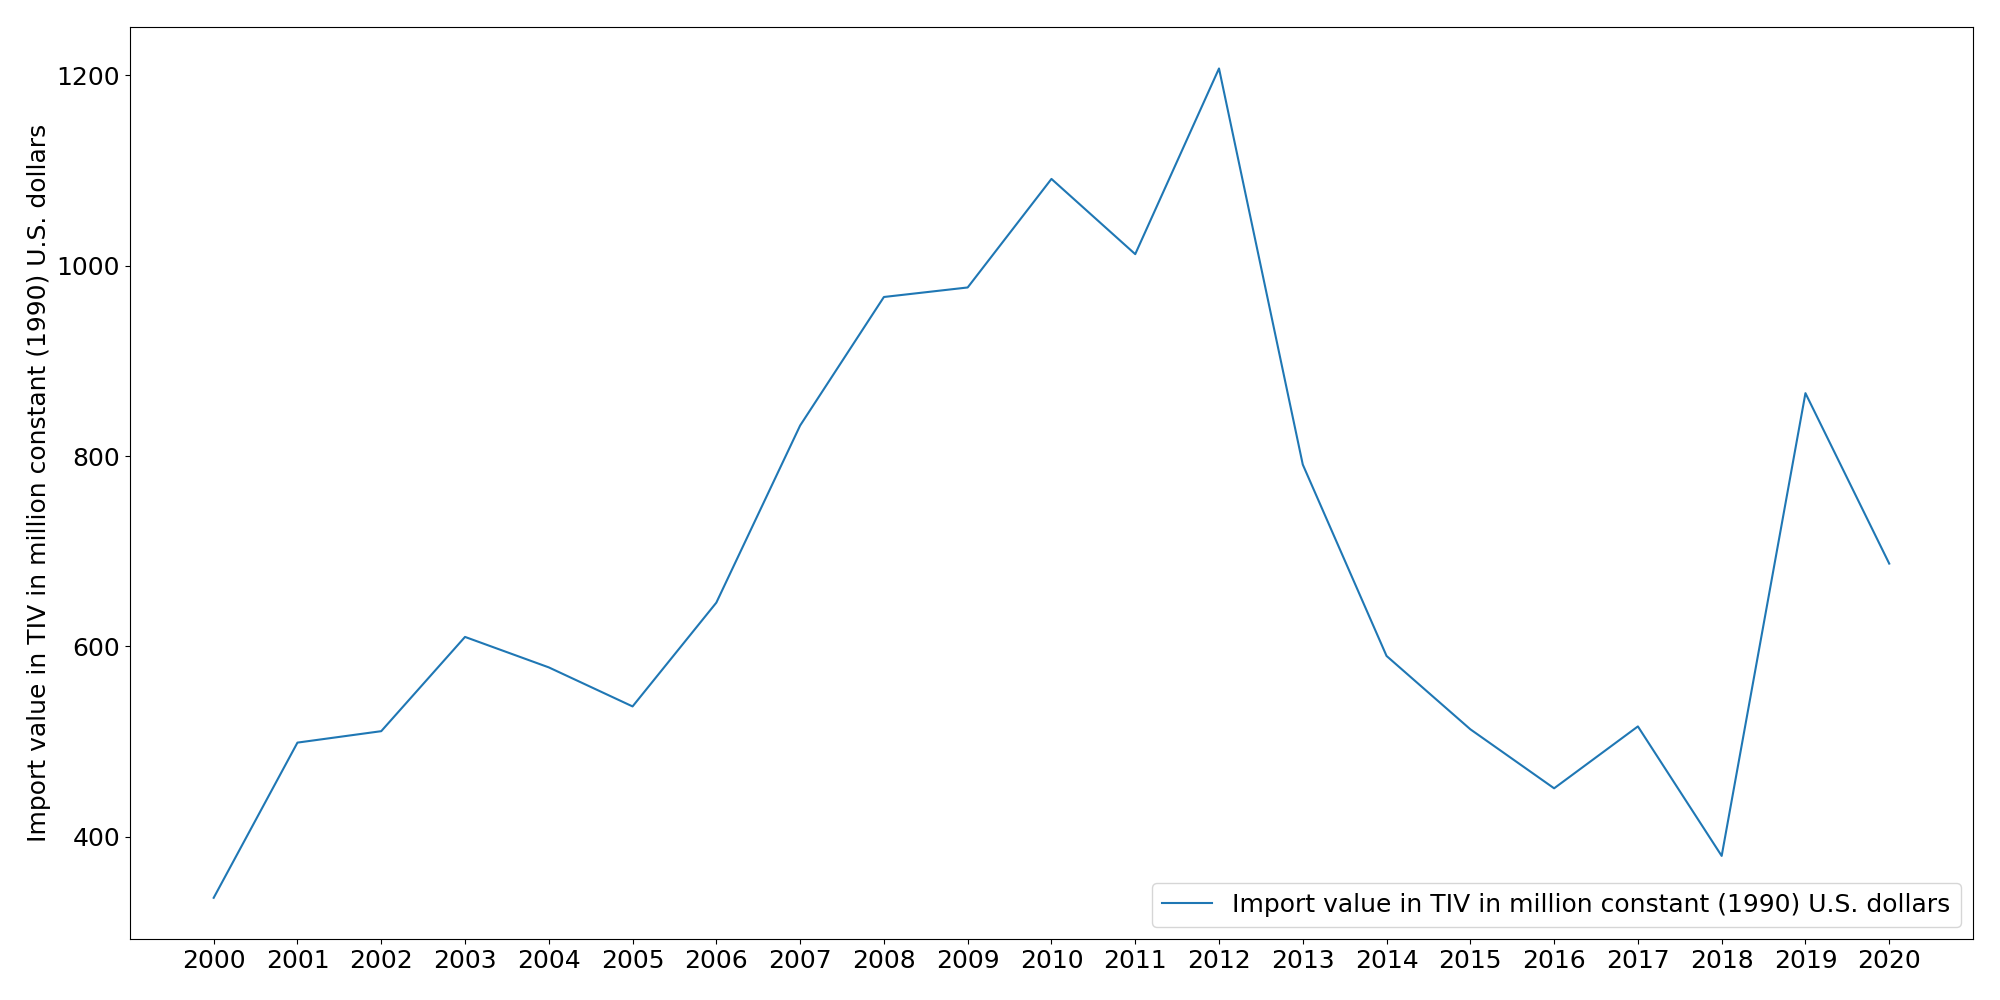 Import value in TIV in million constant (1990) U.S. dollars
1200
1000
800
600
400
Import value in TIV in million constant (1990) U.S. dollars
2000 2001 2002 2003 2004 2005 2006 2007 2008 2009 2010 2011 2012 2013 2014 2015 2016 2017 2018 2019 2020